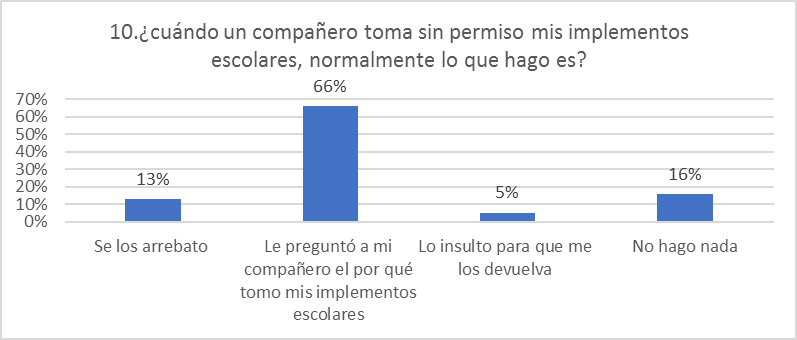 10.¿cuándo un compañero toma sin permiso mis implementos
escolares, normalmente lo que hago es?
70%
60%
50%
40%
30%
20%
10%
0%
13%
66%
5%
16%
Se los arrebato
Le preguntó a mi
compañero el por qué
tomo mis implementos
escolares
Lo insulto para que me
los devuelva
No hago nada